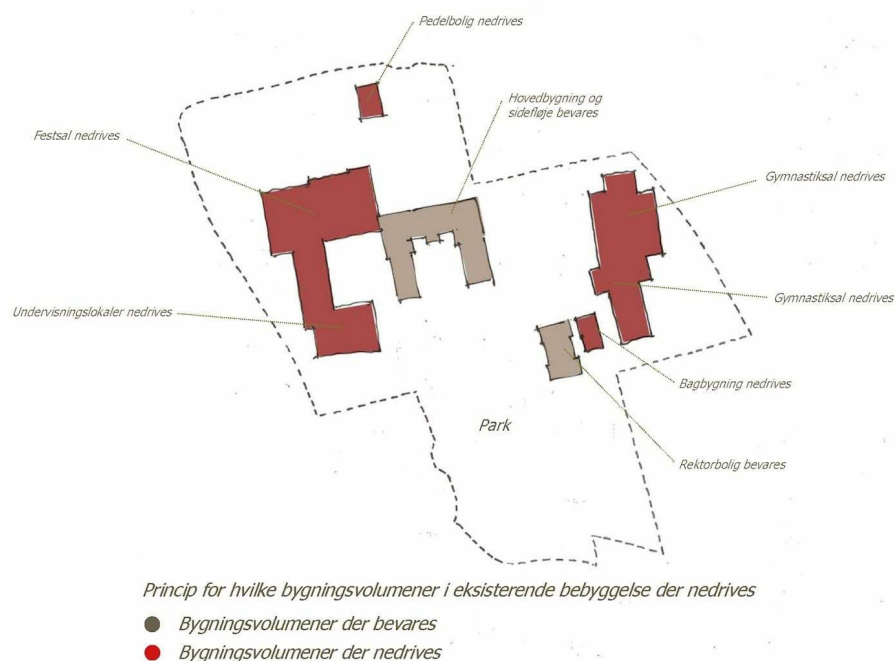 Pedelbolig nedrives
Hovedbygning og
sidefløje bevares
Festsal nedrives
Gymnastiksal nedrives
Undervisningslokaler nedrives
Gymnastiksal nedrives
Bagbygning nedrives
Park
Rektorbolig bevares
Princip for hvilke bygningsvolumener i eksisterende bebyggelse der nedrives
Bygningsvolumener der bevares
Bygningsvolumener der nedrives